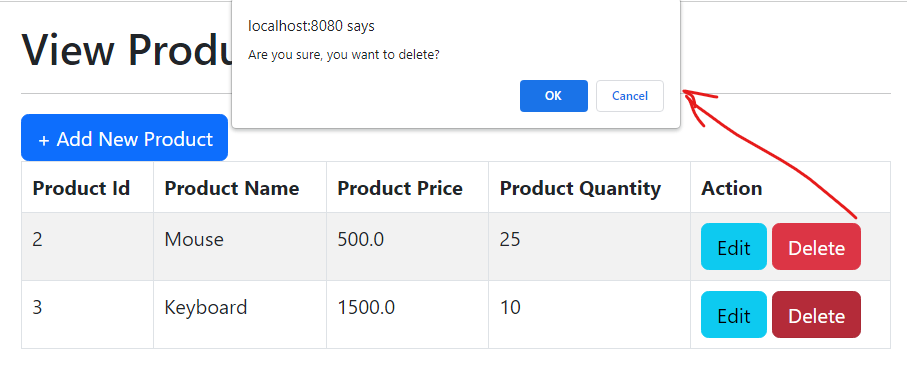 localhost:8080 says
Are you sure, you want to delete?
OK Cancel
View Produ
+ Add New Product
Product Id Product Name Product Price Product Quantity Action
2 Mouse 500.0 25 Edit Delete
3 Keyboard 1500.0 10 Edit Delete